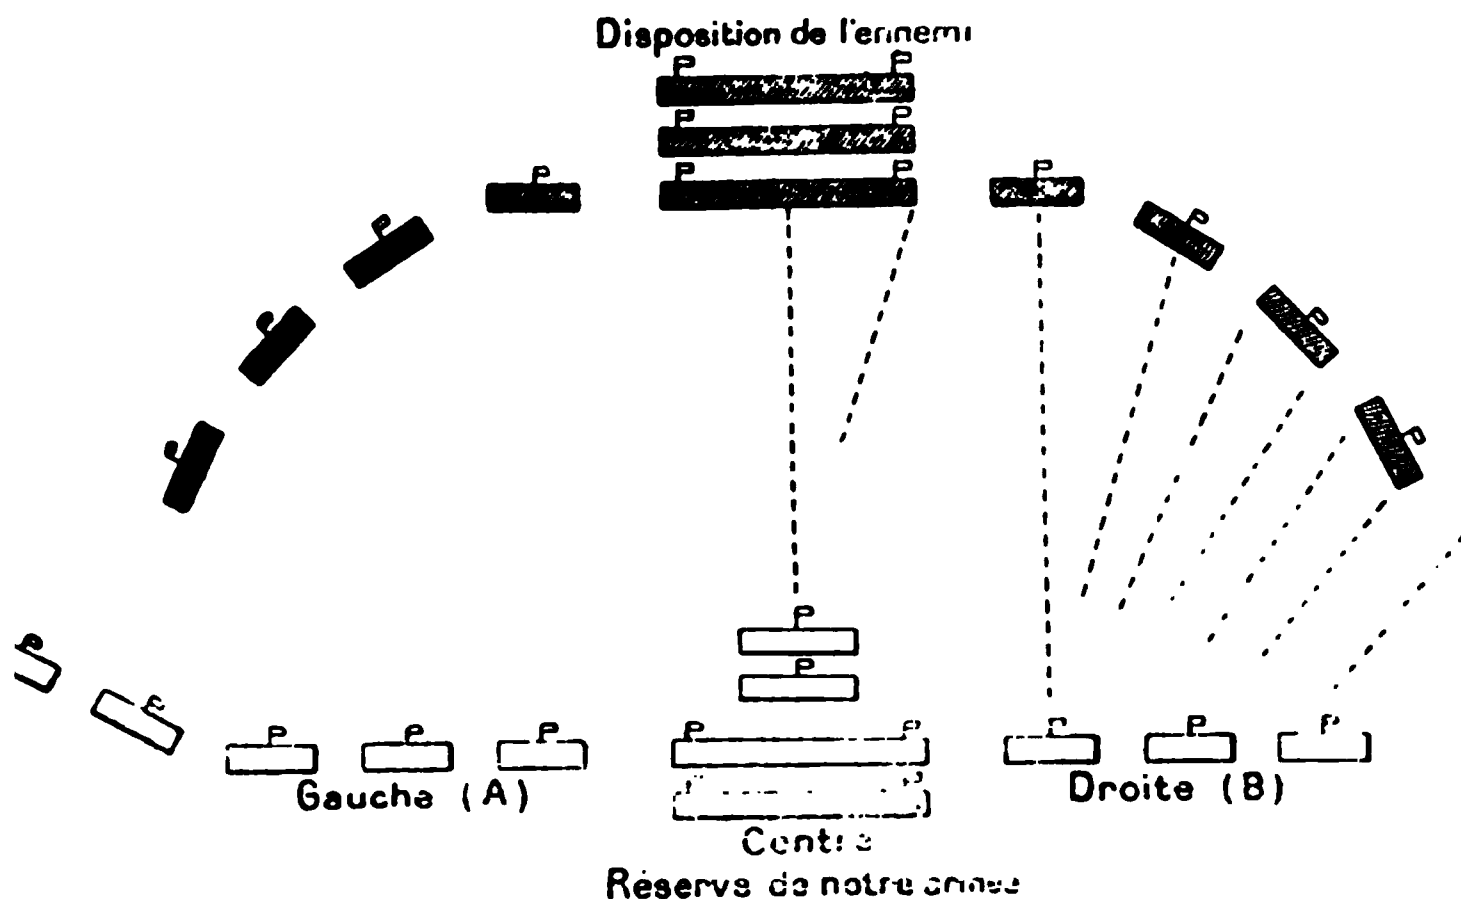 Disposition de l'ennemi
Gauche (A)
Droite (B)
Centre
Réserve de notre armée